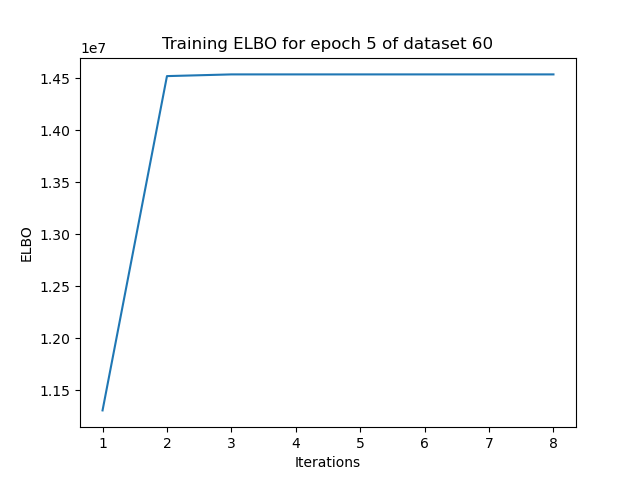 Training ELBO for epoch 5 of dataset 60
1e7
1.45
1.40
1.35
1.30
1.25
1.20
1.15
ELBO
1 2 3 4 5 6 7 8
Iterations